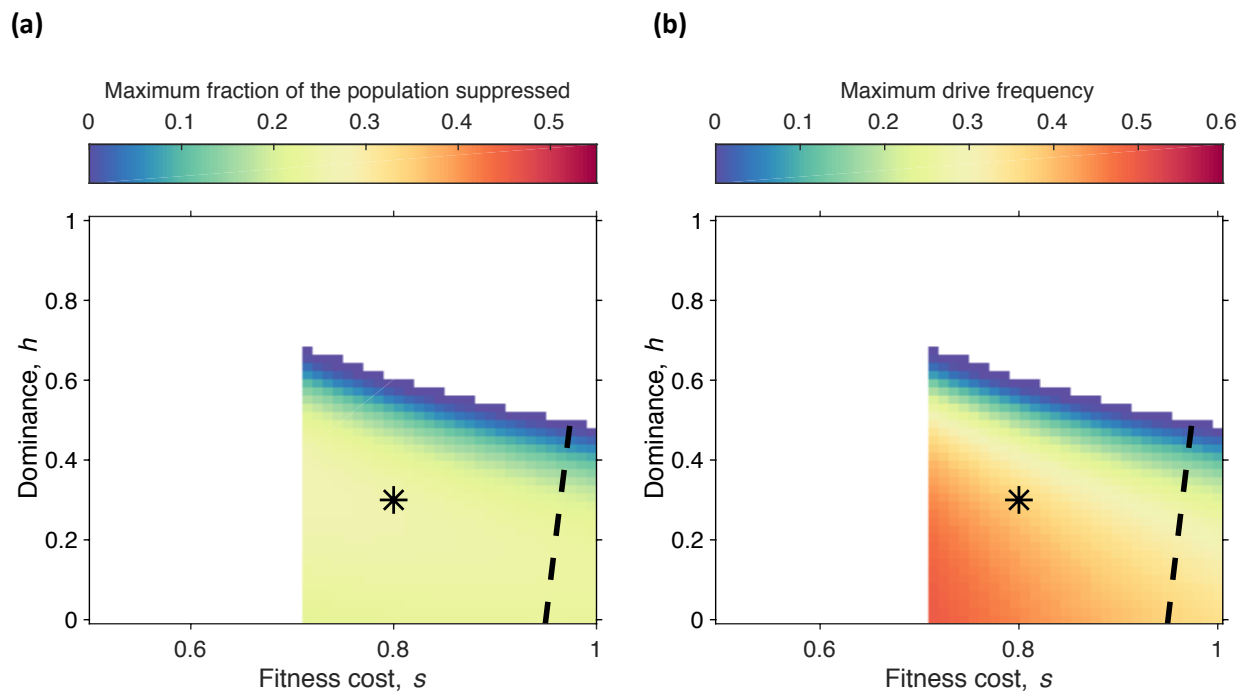 (a)
Maximum fraction of the population suppressed
0 0.1 0.2 0.3 0.4 0.5
1
0.8
0.6
0.4
0.2
0
Dominance, h
0.6 0.8 1
Fitness cost, s
(b)
Maximum drive frequency
0 0.1 0.2 0.3 0.4 0.5 0.6
1
0.8
0.6
0.4
0.2
0
Dominance, h
0.6 0.8 1
Fitness cost, s